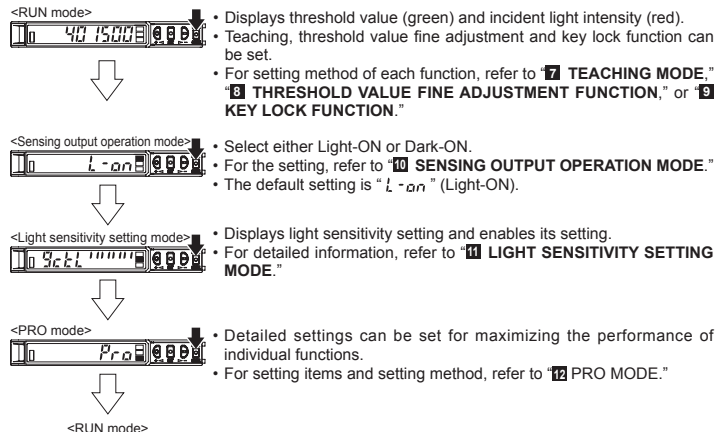 <RUN mode>
40 1500
• Displays threshold value (green) and incident light intensity (red).
• Teaching, threshold value fine adjustment and key lock function can
be set.
• For setting method of each function, refer to “7 TEACHING MODE,”
“8 THRESHOLD VALUE FINE ADJUSTMENT FUNCTION,” or “9
KEY LOCK FUNCTION.”
<Sensing output operation mode>
L-on
• Select either Light-ON or Dark-ON.
• For the setting, refer to “10 SENSING OUTPUT OPERATION MODE.”
• The default setting is “L-on” (Light-ON).
<Light sensitivity setting mode>
• Displays light sensitivity setting and enables its setting.
• For detailed information, refer to “11 LIGHT SENSITIVITY SETTING
MODE.”
<PRO mode>
Pro
• Detailed settings can be set for maximizing the performance of
individual functions.
• For setting items and setting method, refer to “12 PRO MODE.”
<RUN mode>